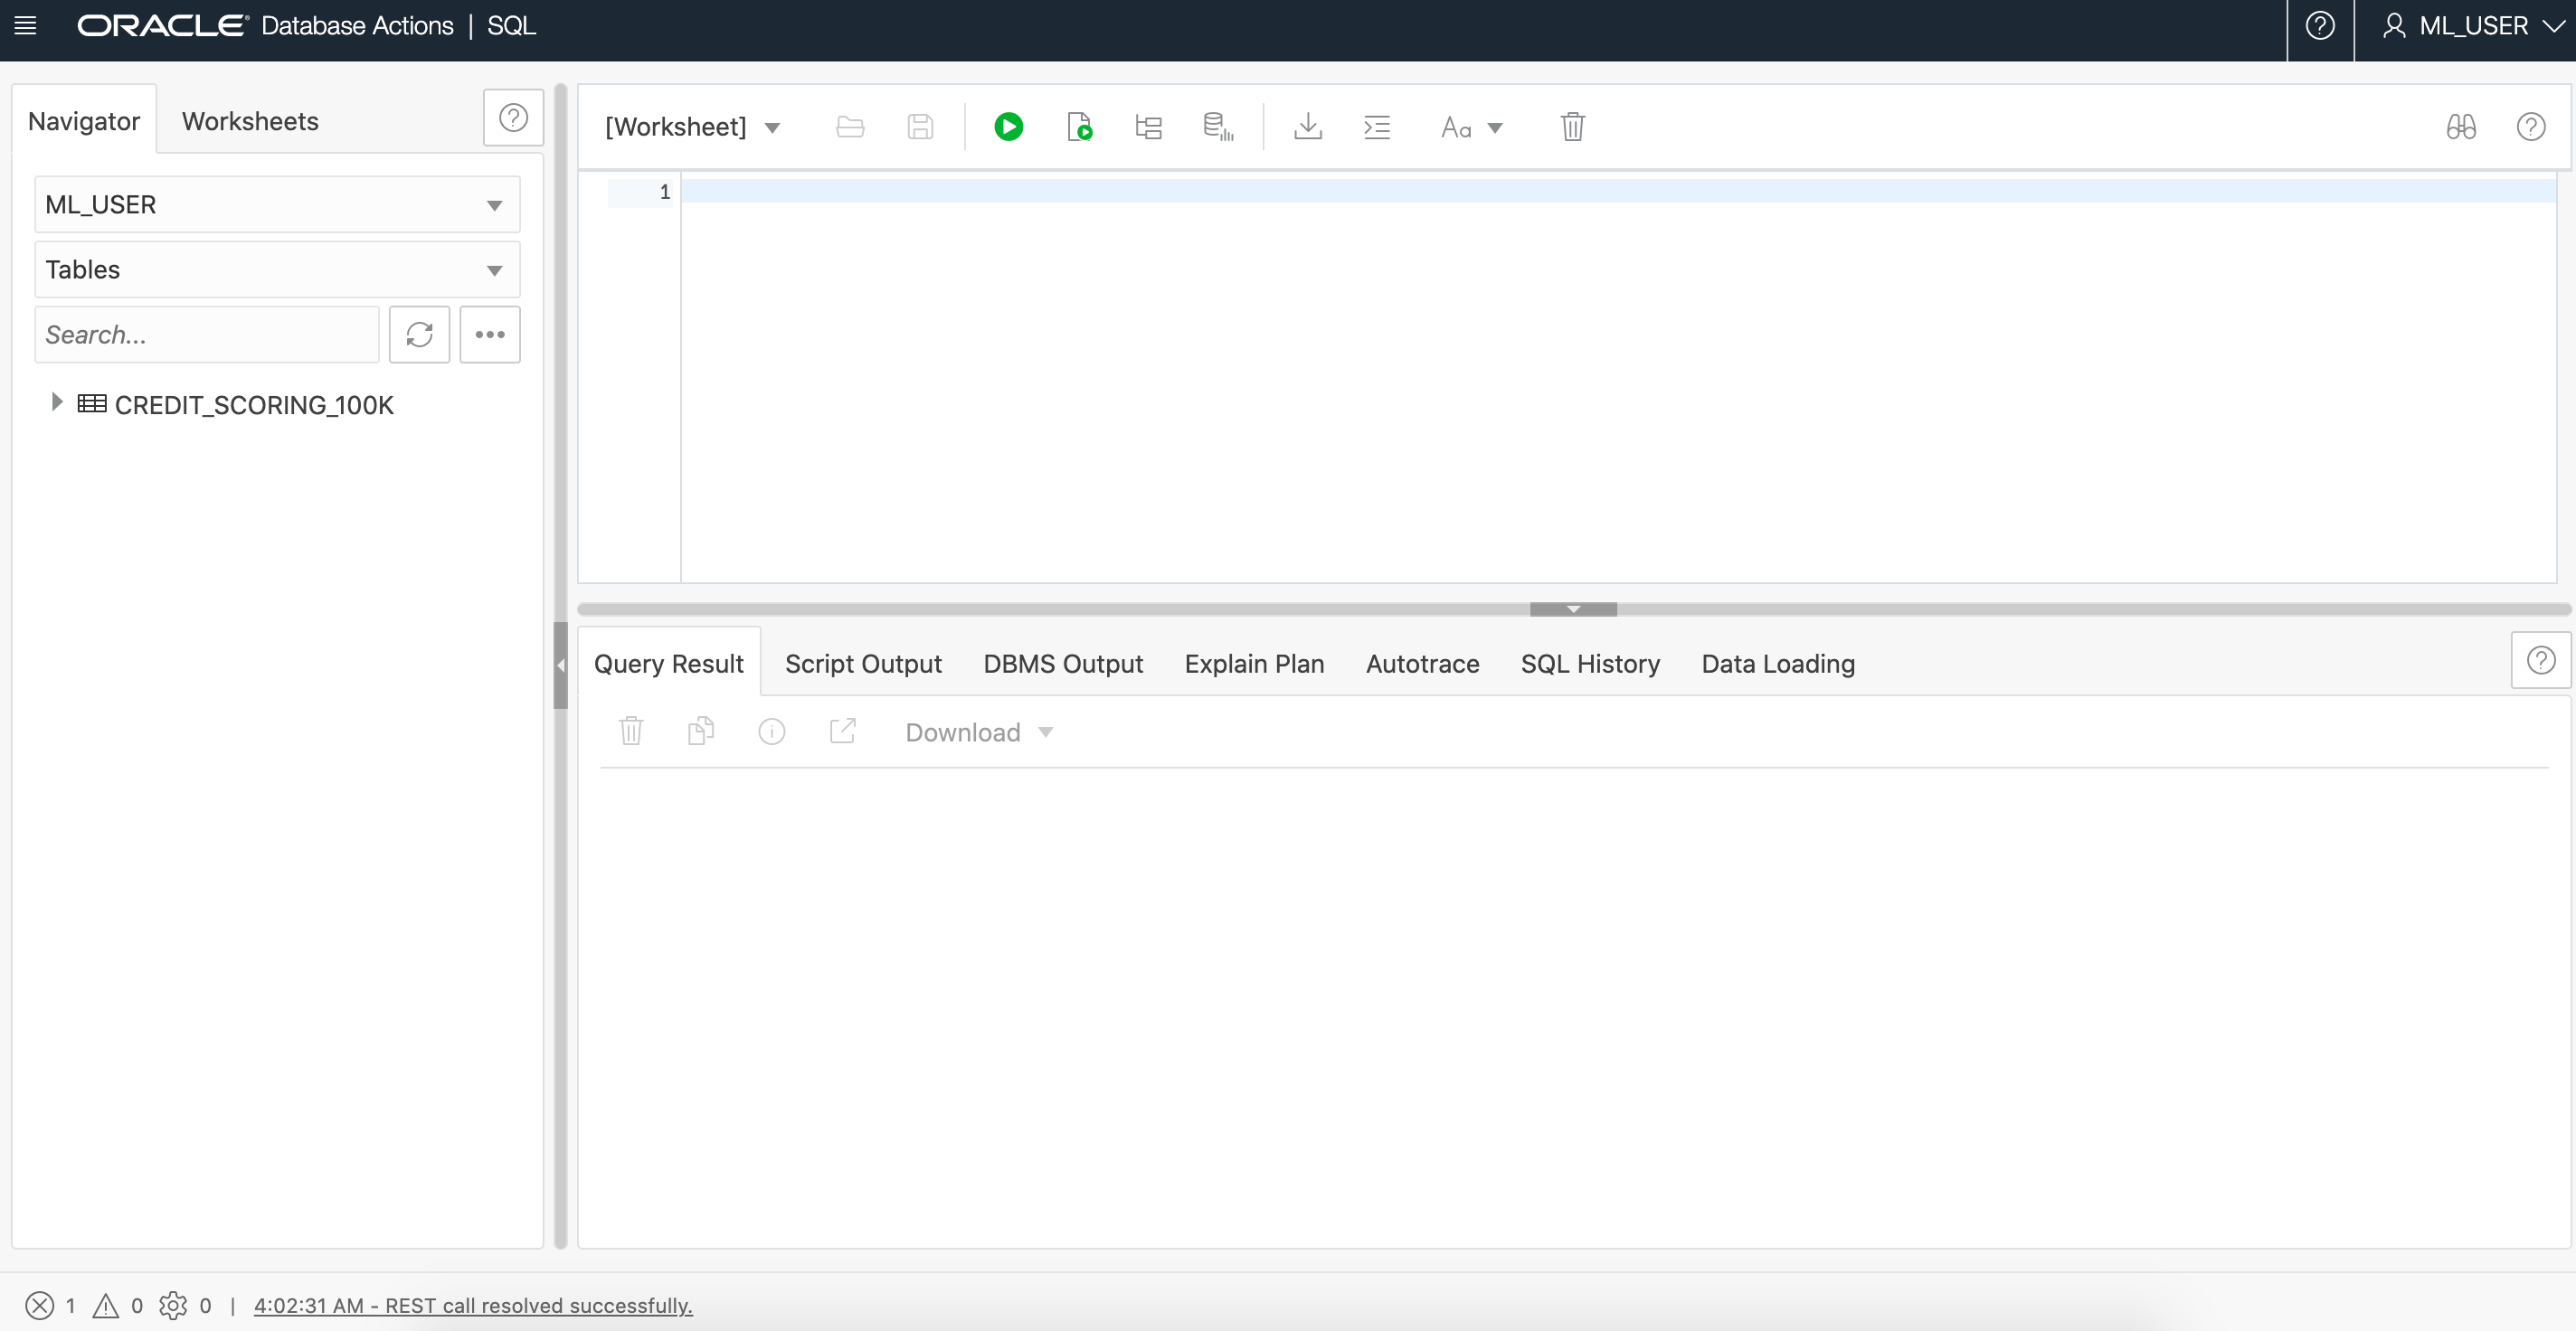 ORACLE® Database Actions | SQL
ML_USER
Navigator
Worksheets
ML_USER
Tables
Search...
CREDIT_SCORING_100K
[Worksheet]
Aa
1
Query Result
Script Output
DBMS Output
Explain Plan
Autotrace
SQL History
Data Loading
Download
1 0 0 | 4:02:31 AM - REST call resolved successfully.